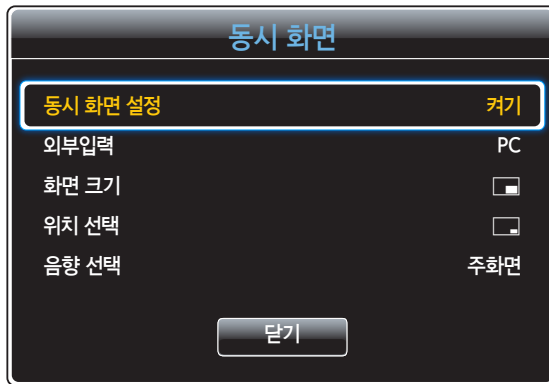 동시 화면
동시 화면 설정 켜기
외부입력 PC
화면 크기
위치 선택
음향 선택 주화면
닫기